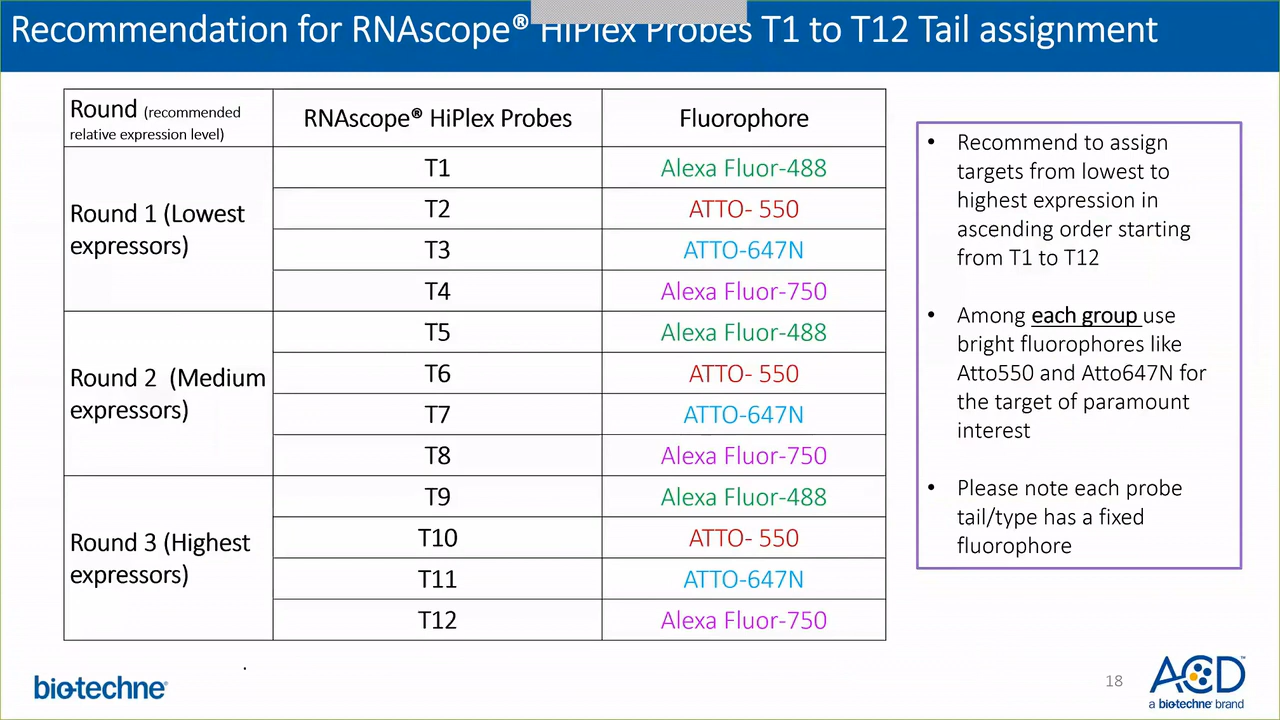 Recommendation for RNAscope® HiPlex Probes T1 to T12 Tail assignment
Round (recommended
relative expression level)
RNAscope® HiPlex Probes
Fluorophore
Round 1 (Lowest
expressors)
T1
Alexa Fluor-488
T2
ATTO- 550
T3
ATTO-647N
T4
Alexa Fluor-750
Round 2 (Medium
expressors)
T5
Alexa Fluor-488
T6
ATTO- 550
T7
ATTO-647N
T8
Alexa Fluor-750
Round 3 (Highest
expressors)
T9
Alexa Fluor-488
T10
ATTO- 550
T11
ATTO-647N
T12
Alexa Fluor-750
• Recommend to assign
targets from lowest to
highest expression in
ascending order starting
from T1 to T12
• Among each group use
bright fluorophores like
Atto550 and Atto647N for
the target of paramount
interest
• Please note each probe
tail/type has a fixed
fluorophore
bio-techne®
18
ACD™
a bio-techne brand